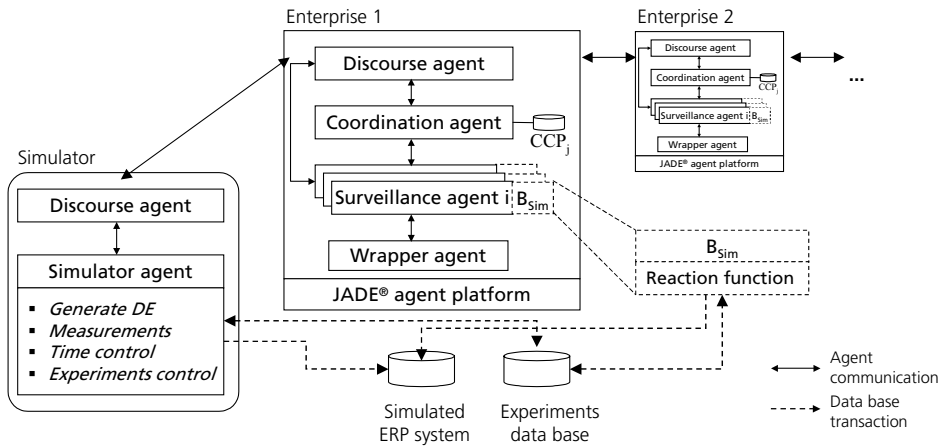 Enterprise 1
Enterprise 2
Discourse agent
Coordination agent
CCPj
Surveillance agent i
BSim
Wrapper agent
JADE® agent platform
Discourse agent
Coordination agent
CCPj
Surveillance agent i
BSim
Wrapper agent
JADE® agent platform
...
Simulator
Discourse agent
Simulator agent
▪ Generate DE
▪ Measurements
▪ Time control
▪ Experiments control
BSim
Reaction function
Simulated
ERP system
Experiments
data base
Agent
communication
Data base
transaction